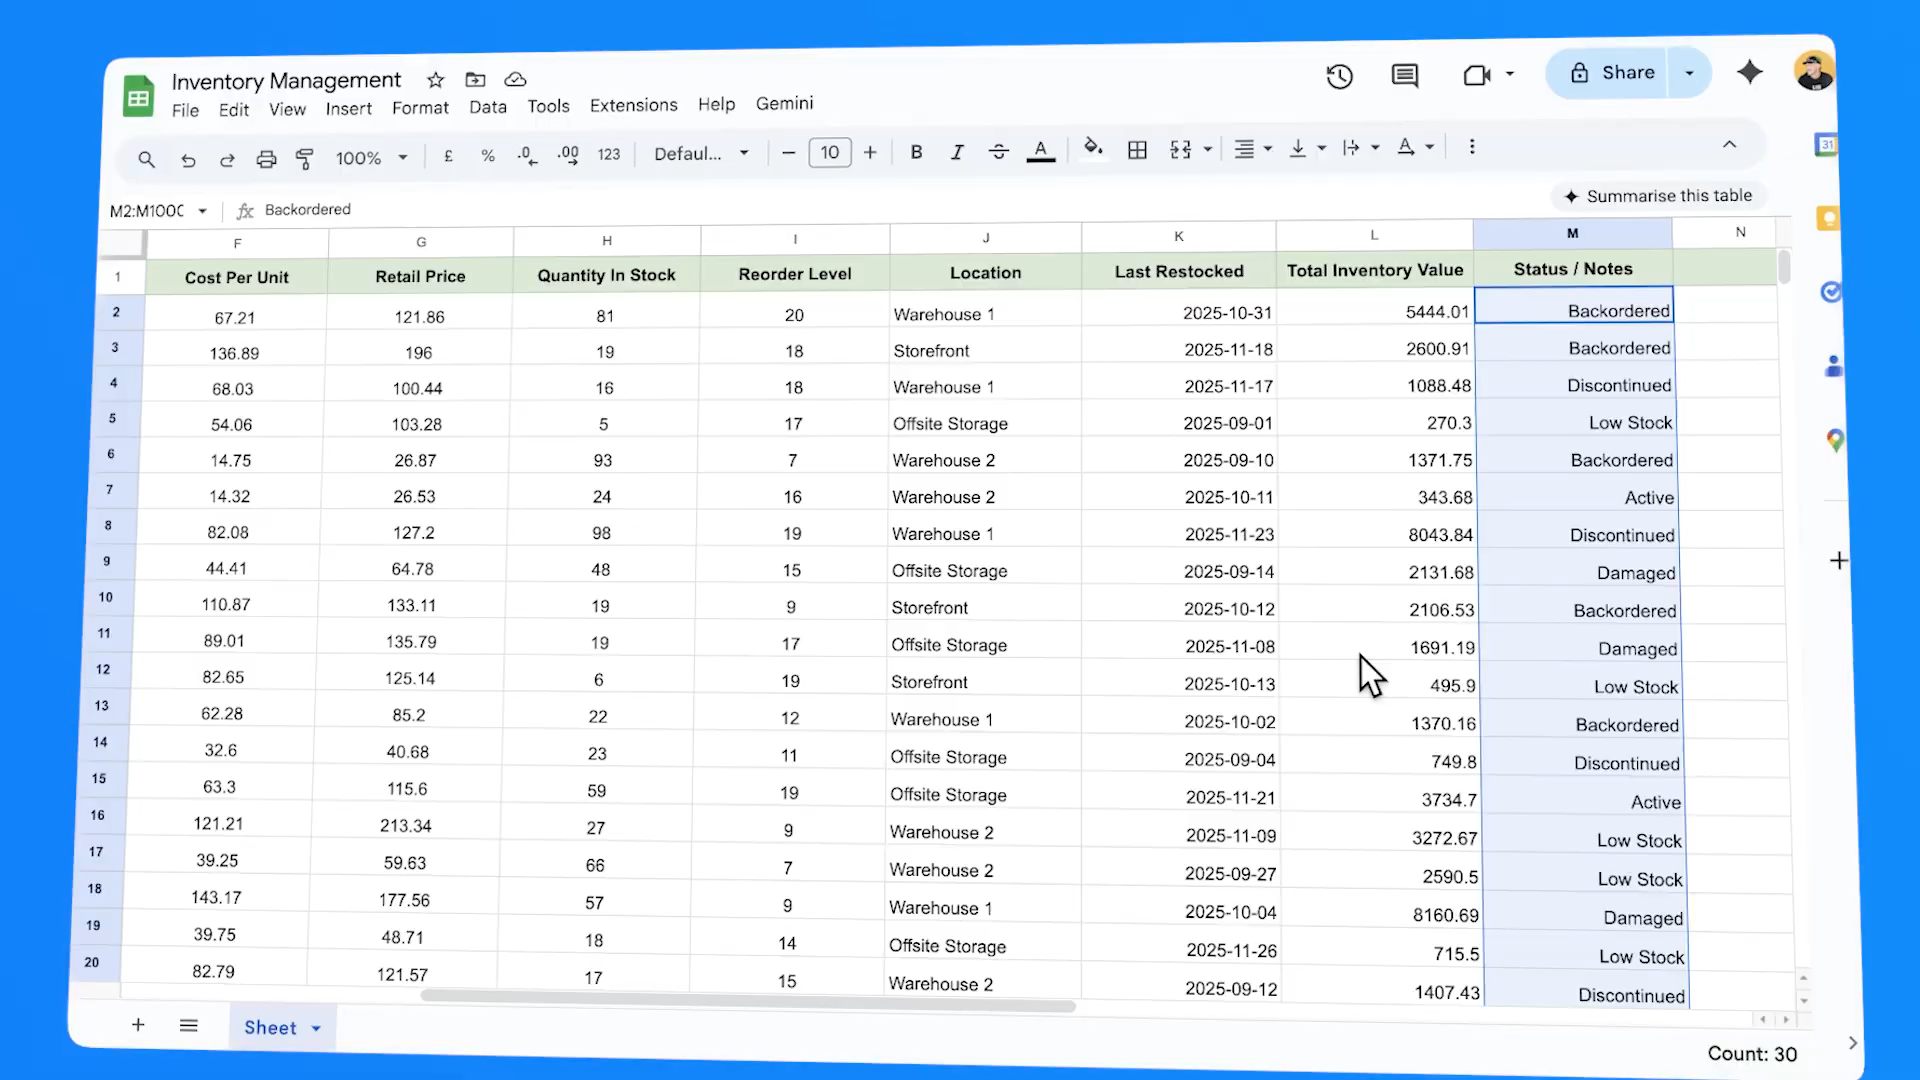 Inventory Management
File Edit View Insert Format Data Tools Extensions Help Gemini
Share
100% £ % .0 .00 123 Defaul... 10 B I A A
31
M2:M100C fx Backordered
Summarise this table
F G H I J K L M N
1 Cost Per Unit Retail Price Quantity In Stock Reorder Level Location Last Restocked Total Inventory Value Status / Notes
2 67.21 121.86 81 20 Warehouse 1 2025-10-31 5444.01 Backordered
3 136.89 196 19 18 Storefront 2025-11-18 2600.91 Backordered
4 68.03 100.44 16 18 Warehouse 1 2025-11-17 1088.48 Discontinued
5 54.06 103.28 5 17 Offsite Storage 2025-09-01 270.3 Low Stock
6 14.75 26.87 93 7 Warehouse 2 2025-09-10 1371.75 Backordered
7 14.32 26.53 24 16 Warehouse 2 2025-10-11 343.68 Active
8 82.08 127.2 98 19 Warehouse 1 2025-11-23 8043.84 Discontinued
9 44.41 64.78 48 15 Offsite Storage 2025-09-14 2131.68 Damaged
10 110.87 133.11 19 9 Storefront 2025-10-12 2106.53 Backordered
11 89.01 135.79 19 17 Offsite Storage 2025-11-08 1691.19 Damaged
12 82.65 125.14 6 19 Storefront 2025-10-13 495.9 Low Stock
13 62.28 85.2 22 12 Warehouse 1 2025-10-02 1370.16 Backordered
14 32.6 40.68 23 11 Offsite Storage 2025-09-04 749.8 Discontinued
15 63.3 115.6 59 19 Offsite Storage 2025-11-21 3734.7 Active
16 121.21 213.34 27 9 Warehouse 2 2025-11-09 3272.67 Low Stock
17 39.25 59.63 66 7 Warehouse 2 2025-09-27 2590.5 Low Stock
18 143.17 177.56 57 9 Warehouse 1 2025-10-04 8160.69 Damaged
19 39.75 48.71 18 14 Offsite Storage 2025-11-26 715.5 Low Stock
20 82.79 121.57 17 15 Warehouse 2 2025-09-12 1407.43 Discontinued
Sheet
Count: 30